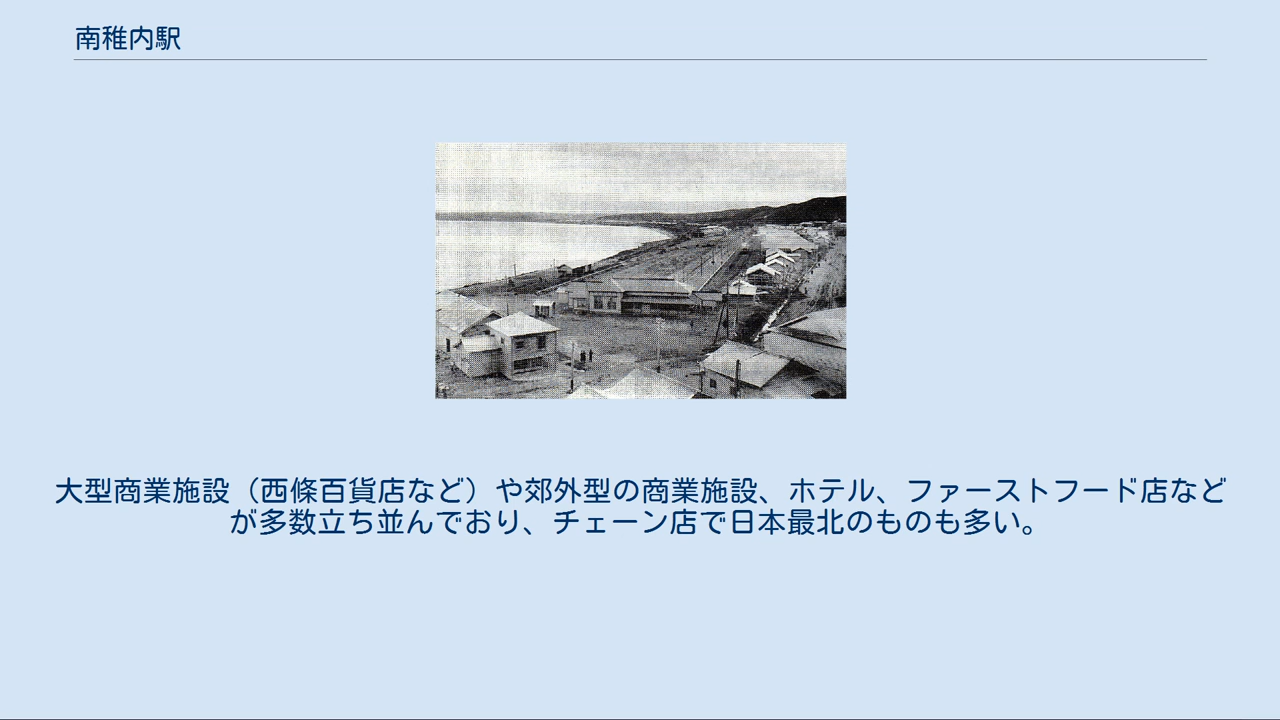 南稚内駅
大型商業施設（西條百貨店など）や郊外型の商業施設、ホテル、ファーストフード店など
が多数立ち並んでおり、チェーン店で日本最北のものも多い。